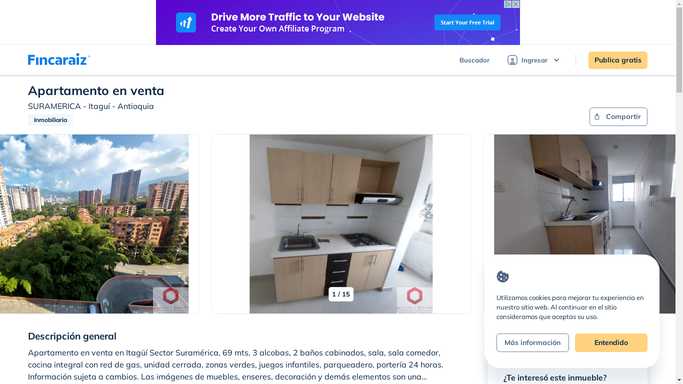 Drive More Traffic to Your Website
Create Your Own Affiliate Program
Start Your Free Trial
Fincaraiz
Buscador
Ingresar
Publica gratis
Apartamento en venta
SURAMERICA - Itaguí - Antioquia
Inmobiliaria
Compartir
1 / 15
Utilizamos cookies para mejorar tu experiencia en
nuestro sitio web. Al continuar en el sitio
consideramos que aceptas su uso.
Más información
Entendido
Descripción general
Apartamento en venta en Itagüí Sector Suramérica, 69 mts, 3 alcobas, 2 baños cabinados, sala, sala comedor,
cocina integral con red de gas, unidad cerrada, zonas verdes, juegos infantiles, parqueadero, portería 24 horas.
Información sujeta a cambios. Las imágenes de muebles, enseres, decoración y demás elementos son una...
¿Te interesó este inmueble?